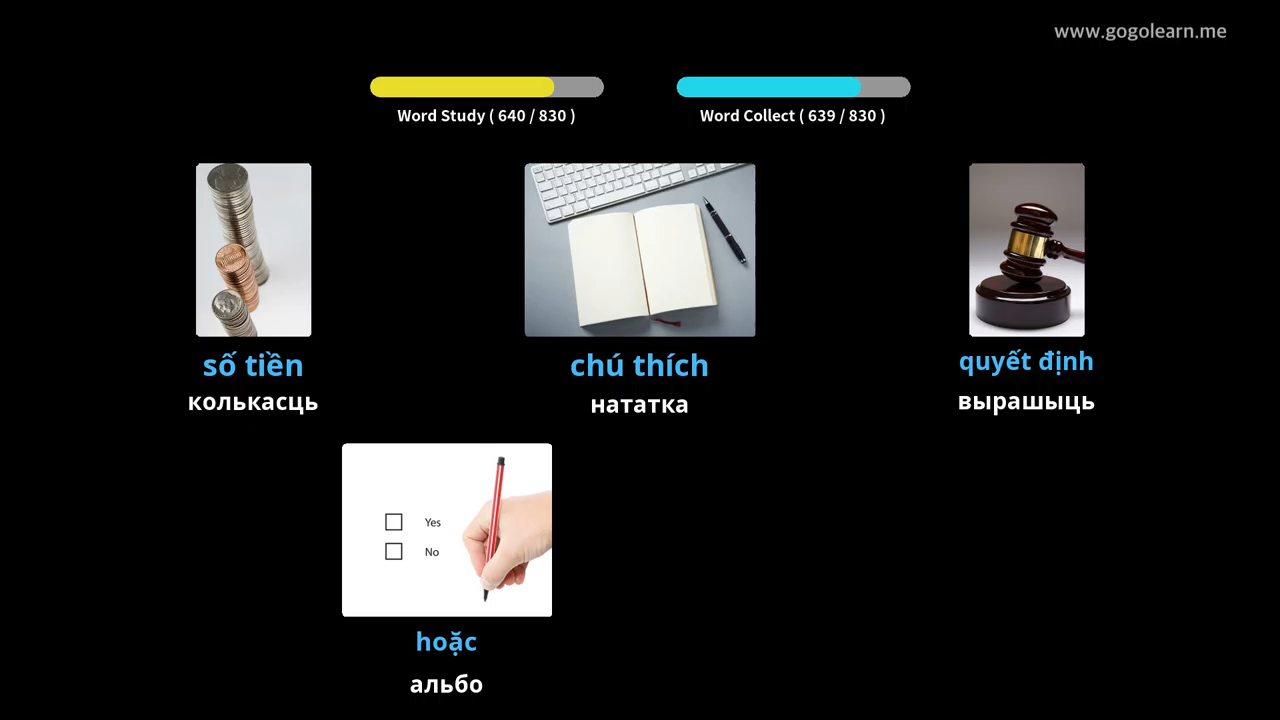 www.gogolearn.me
Word Study ( 640 / 830 )
Word Collect ( 639 / 830 )
số tiền
колькасць
chú thích
нататка
quyết định
вырашыць
Yes
No
hoặc
альбо